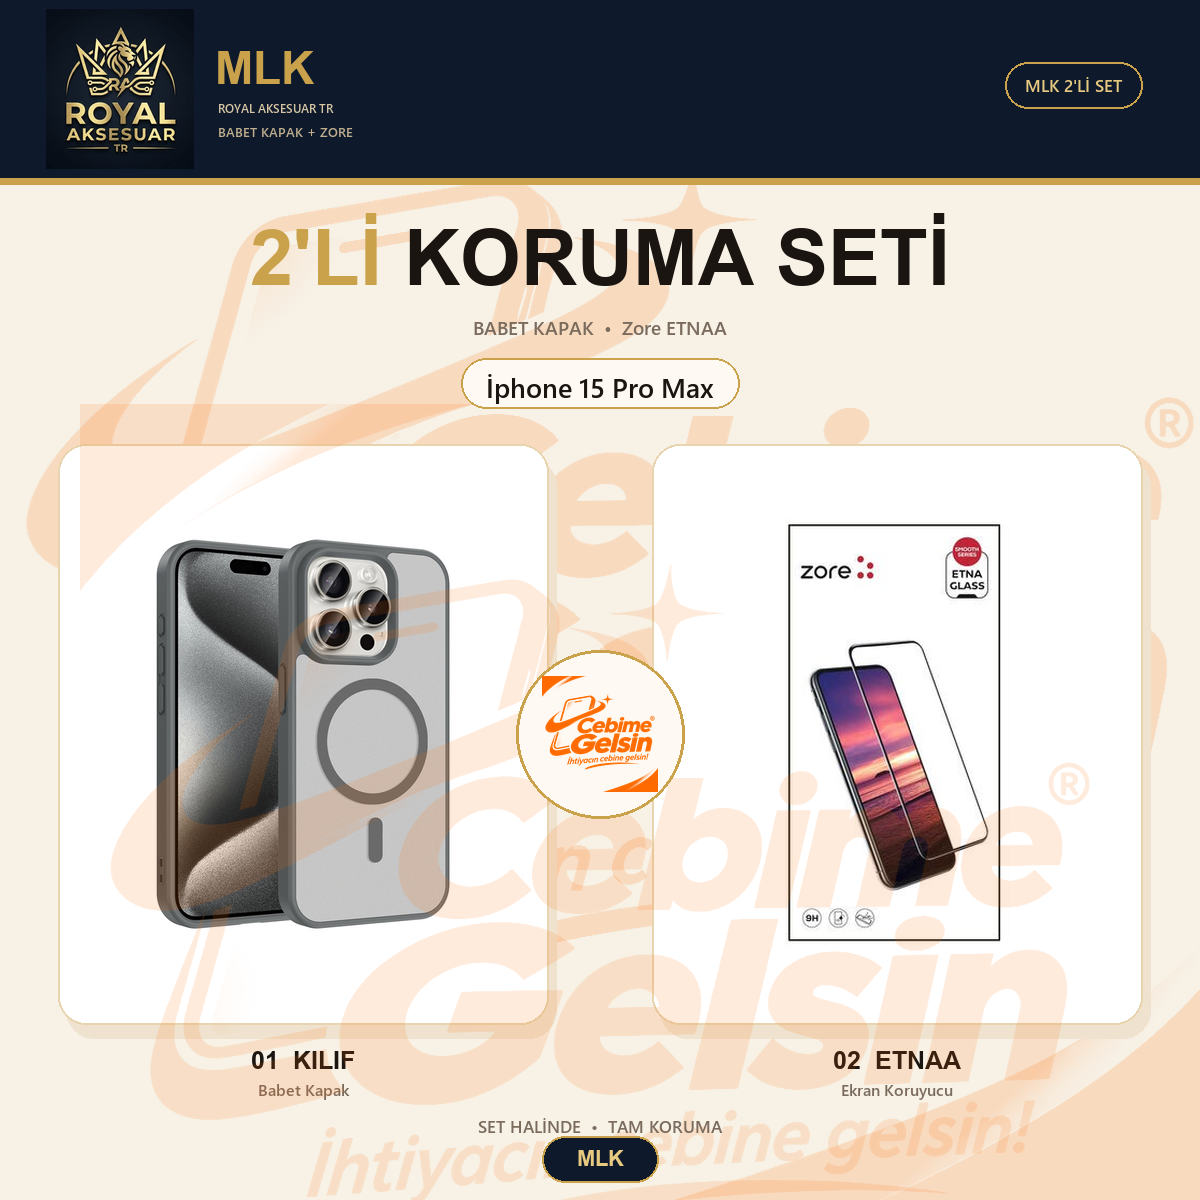 ROYAL
AKSESUAR
TR
MLK
ROYAL AKSESUAR TR
BABET KAPAK + ZORE
MLK 2'Lİ SET
2'Lİ KORUMA SETİ
BABET KAPAK • Zore ETNAA
İphone 15 Pro Max
zore
SMOOTH
SERIES
ETNA
GLASS
9H
Cebime®
Gelsin
İhtiyacın cebine gelsin!
Cebime®
Gelsin
İhtiyacın cebine gelsin!
01 KILIF
Babet Kapak
02 ETNAA
Ekran Koruyucu
SET HALİNDE • TAM KORUMA
MLK